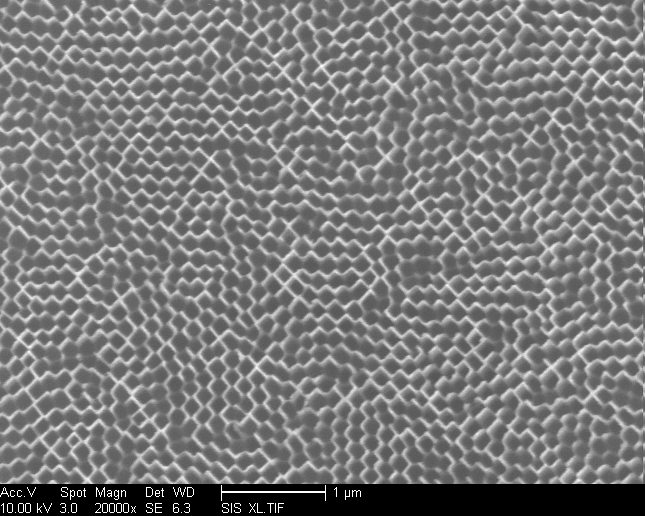 Acc.V Spot Magn Det WD 1 µm
10.00 kV 3.0 20000x SE 6.3 SIS XL.TIF